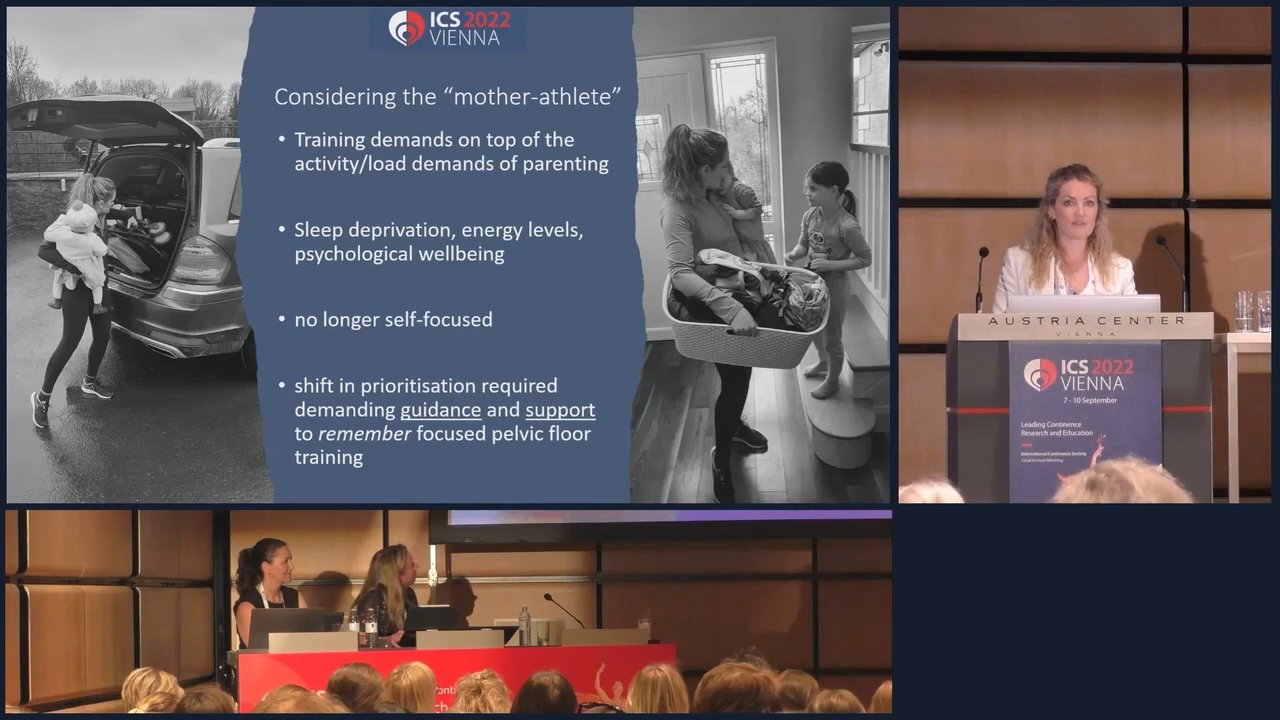 ICS 2022
VIENNA
Considering the “mother-athlete”
• Training demands on top of the
activity/load demands of parenting
• Sleep deprivation, energy levels,
psychological wellbeing
• no longer self-focused
• shift in prioritisation required
demanding guidance and support
to remember focused pelvic floor
training
AUSTRIA CENTER
VIENNA
ICS 2022
VIENNA
7 - 10 September
Leading Continence
Research and Education
International Continence Society